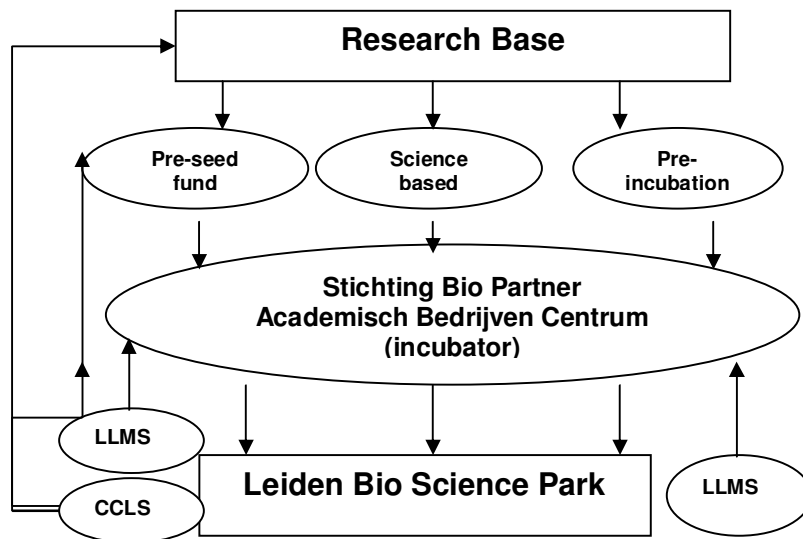 Research Base
Pre-seed
fund
Science
based
Pre-
incubation
Stichting Bio Partner
Academisch Bedrijven Centrum
(incubator)
LLMS
CCLS
Leiden Bio Science Park
LLMS